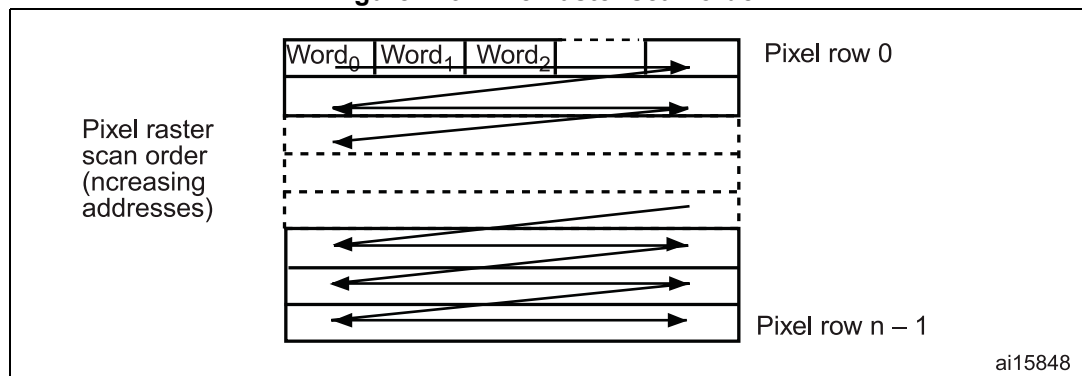 Word0 Word1 Word2
Pixel row 0
Pixel raster
scan order
(ncreasing
addresses)
Pixel row n – 1
ai15848